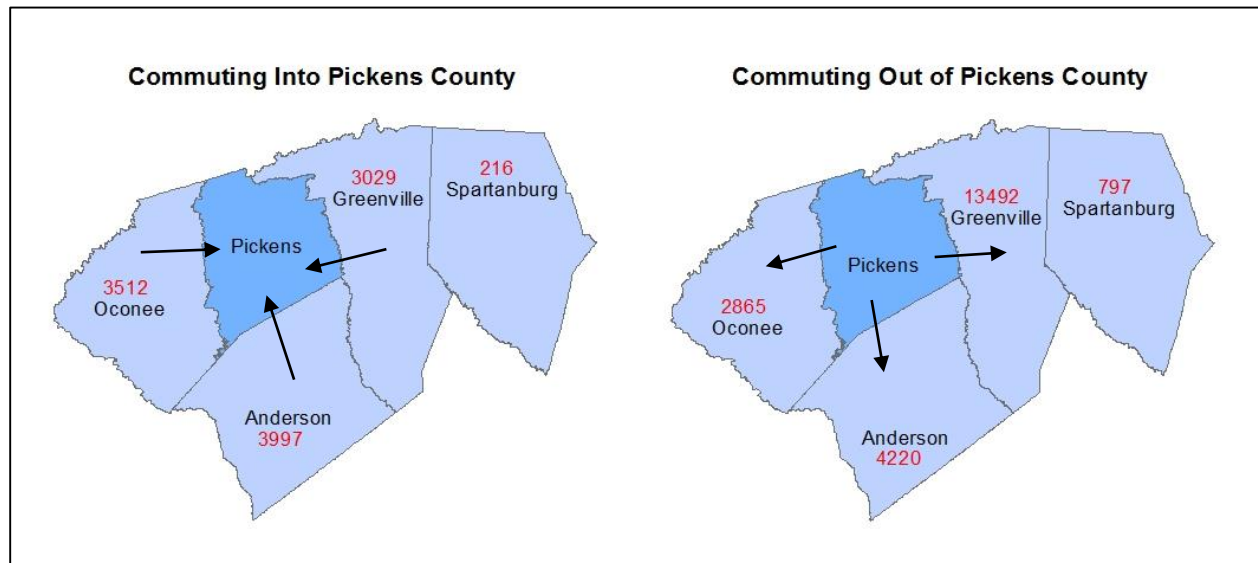 Commuting Into Pickens County
3029
Greenville
216
Spartanburg
Pickens
3512
Oconee
Anderson
3997
Commuting Out of Pickens County
13492
Greenville
797
Spartanburg
Pickens
2865
Oconee
Anderson
4220